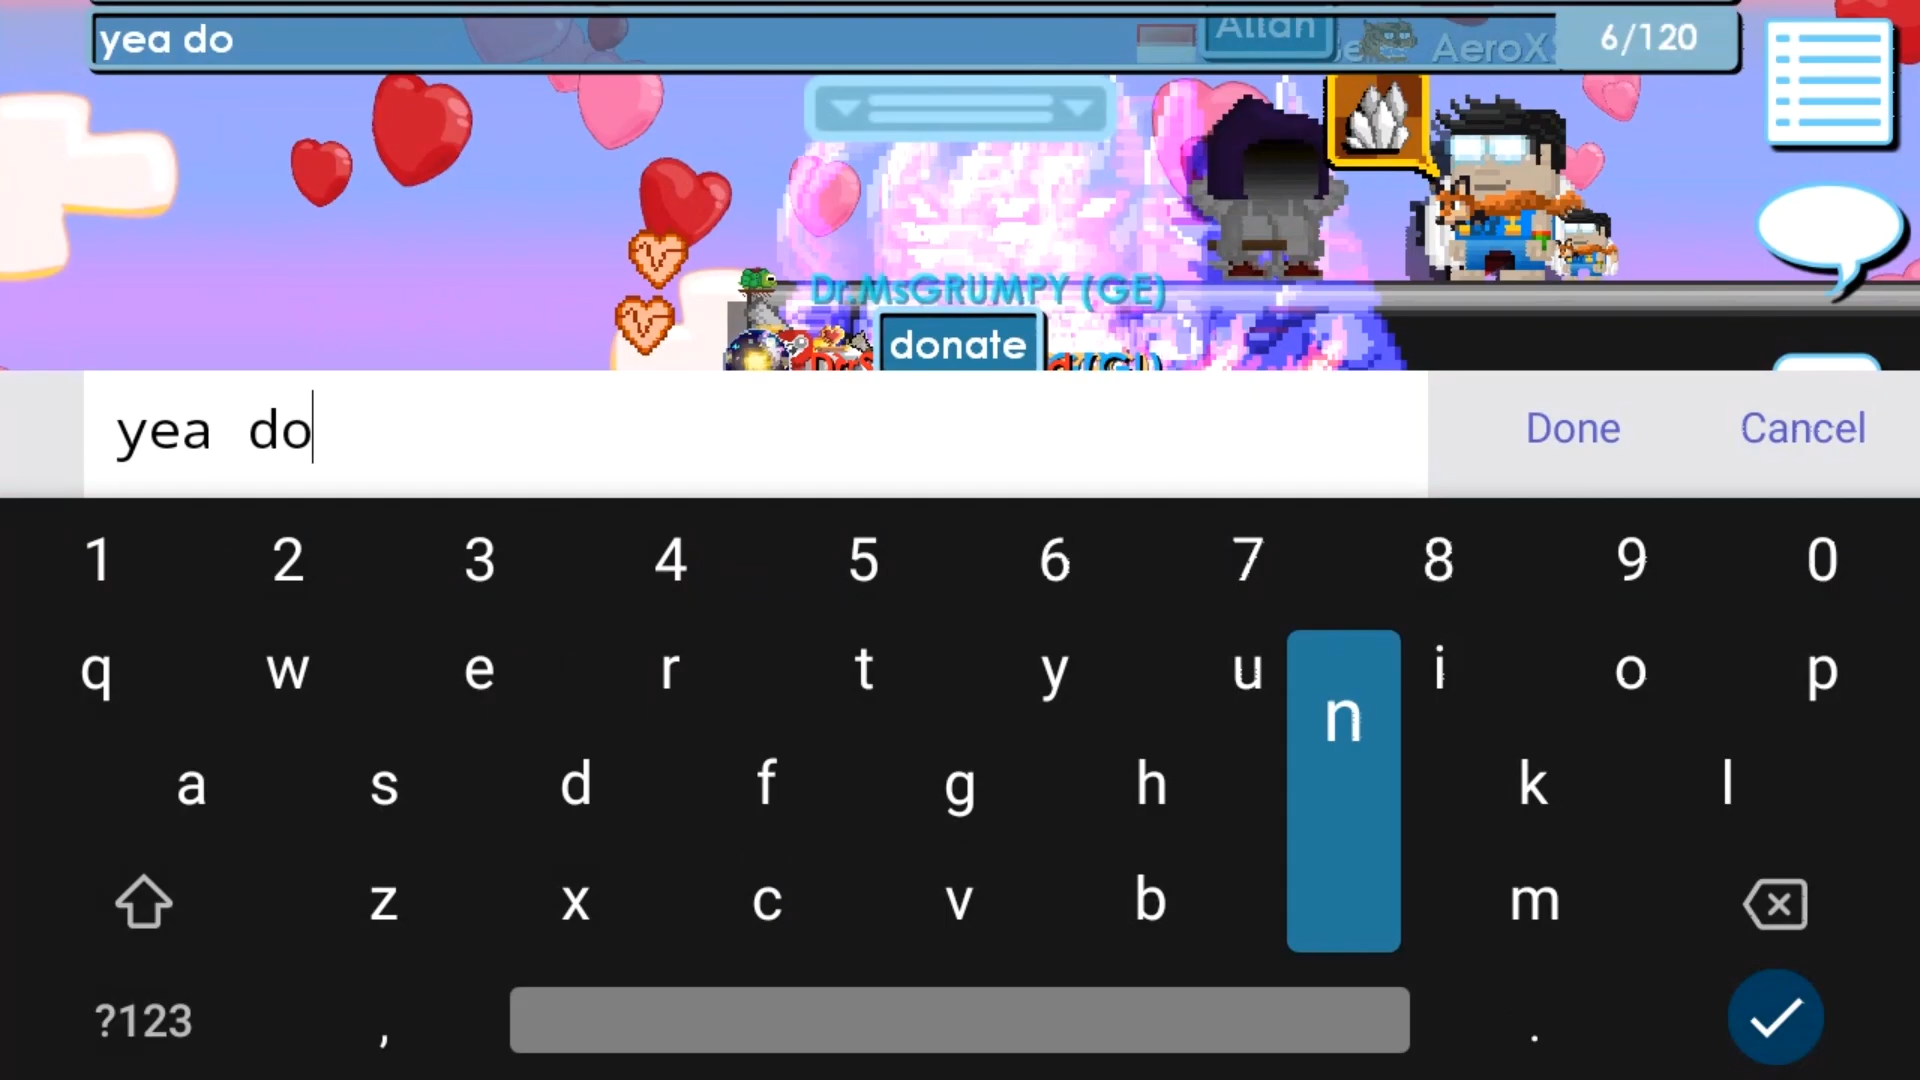 yea do
Allah
AeroX
6/120
Dr.MsGRUMPY (GE)
donate
yea do
Done
Cancel
1 2 3 4 5 6 7 8 9 0
q w e r t y u i o p
n
a s d f g h k l
z x c v b m
?123 , .